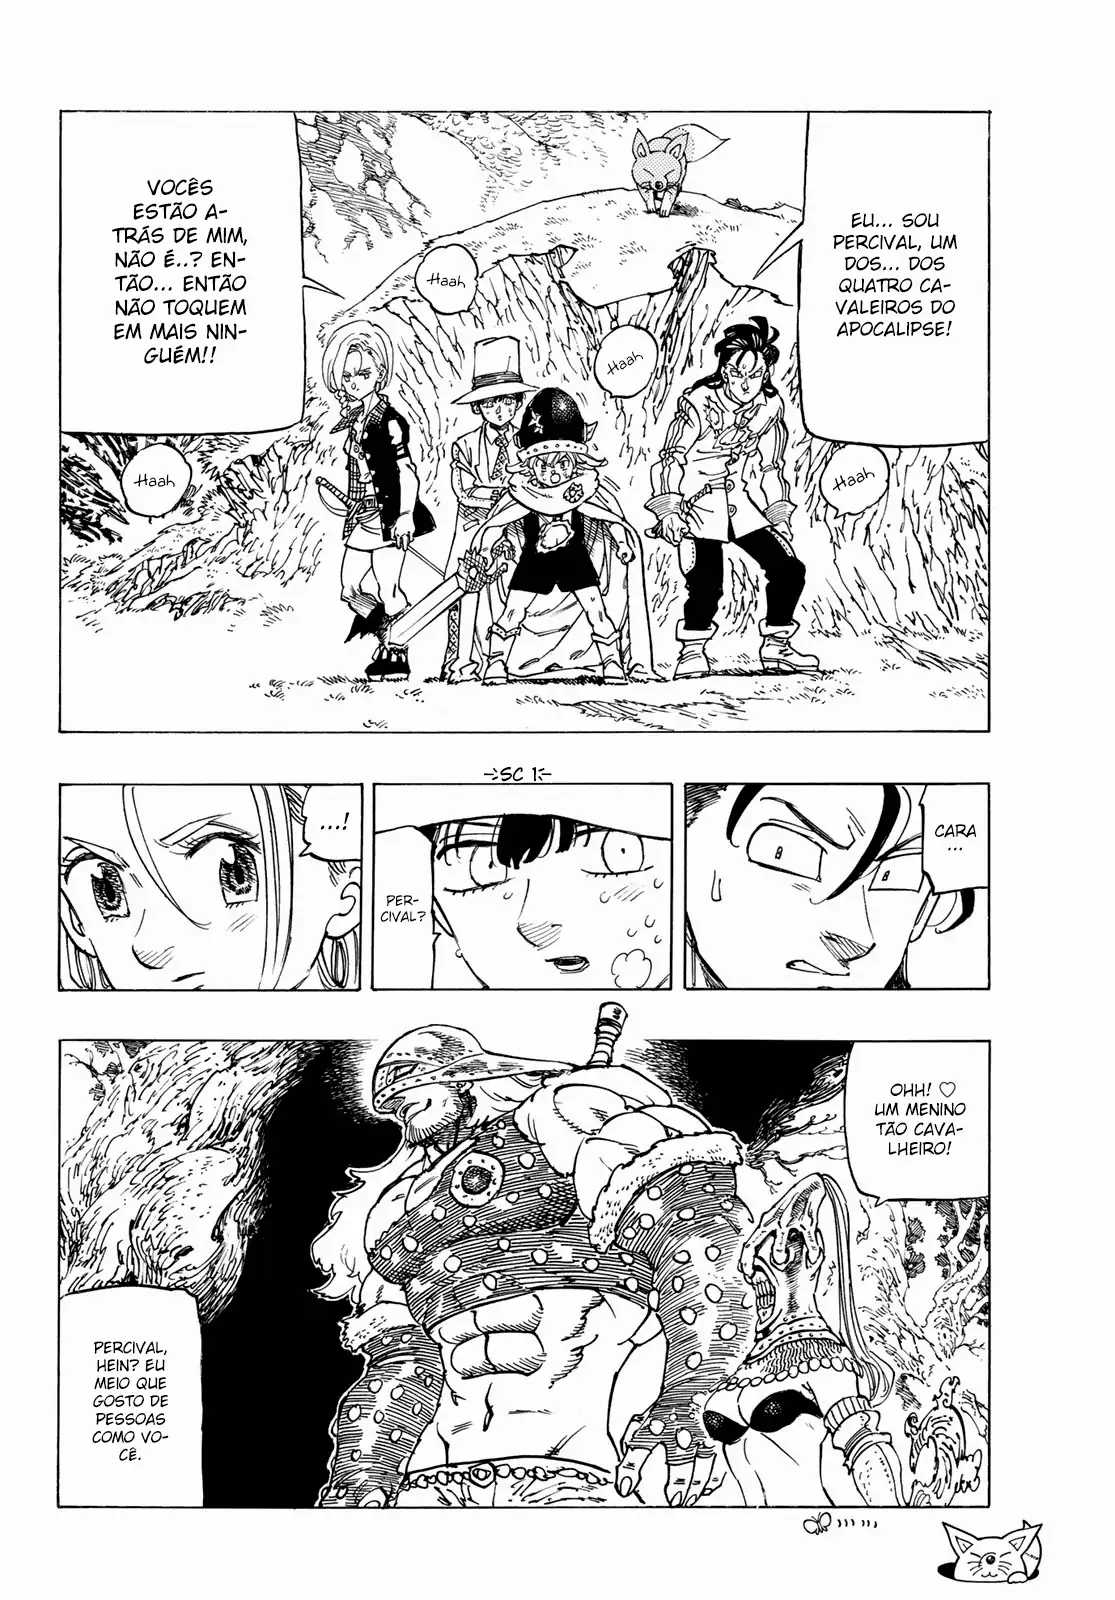 EU... SOU
PERCIVAL, UM
DOS... DOS
QUATRO CA-
VALEIROS DO
APOCALIPSE!
VOCÊS
ESTÃO A-
TRÁS DE MIM,
NÃO É..? EN-
TÃO... ENTÃO
NÃO TOQUEM
EM MAIS NIN-
GUÉM!!
Haah
Haah
Haah
Haah
SC 1
CARA
...
PER-
CIVAL?
...!
OHH! ♡
UM MENINO
TÃO CAVA-
LHEIRO!
PERCIVAL,
HEIN? EU
MEIO QUE
GOSTO DE
PESSOAS
COMO VO-
CÊ.